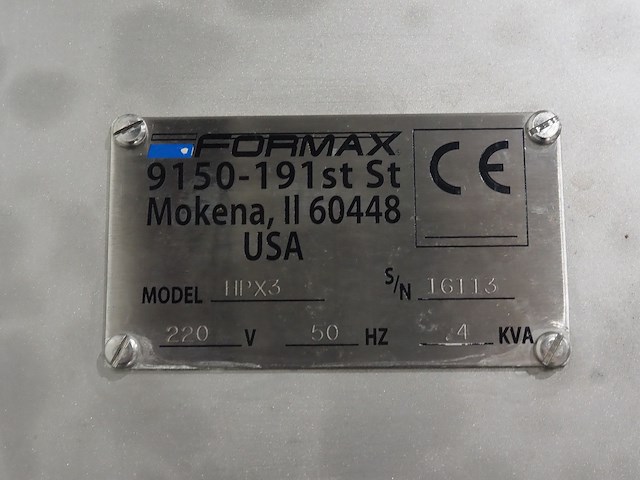 FORMAX
9150-191st St
Mokena, Il 60448
USA
CE
MODEL HPX3
S/N 16113
220 V 50 HZ .4 KVA